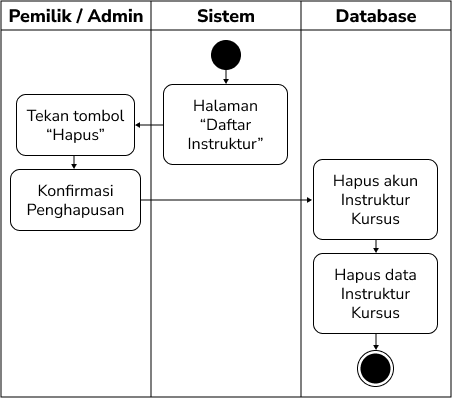 Pemilik / Admin
Sistem
Database
Halaman
“Daftar
Instruktur”
Tekan tombol
“Hapus”
Konfirmasi
Penghapusan
Hapus akun
Instruktur
Kursus
Hapus data
Instruktur
Kursus